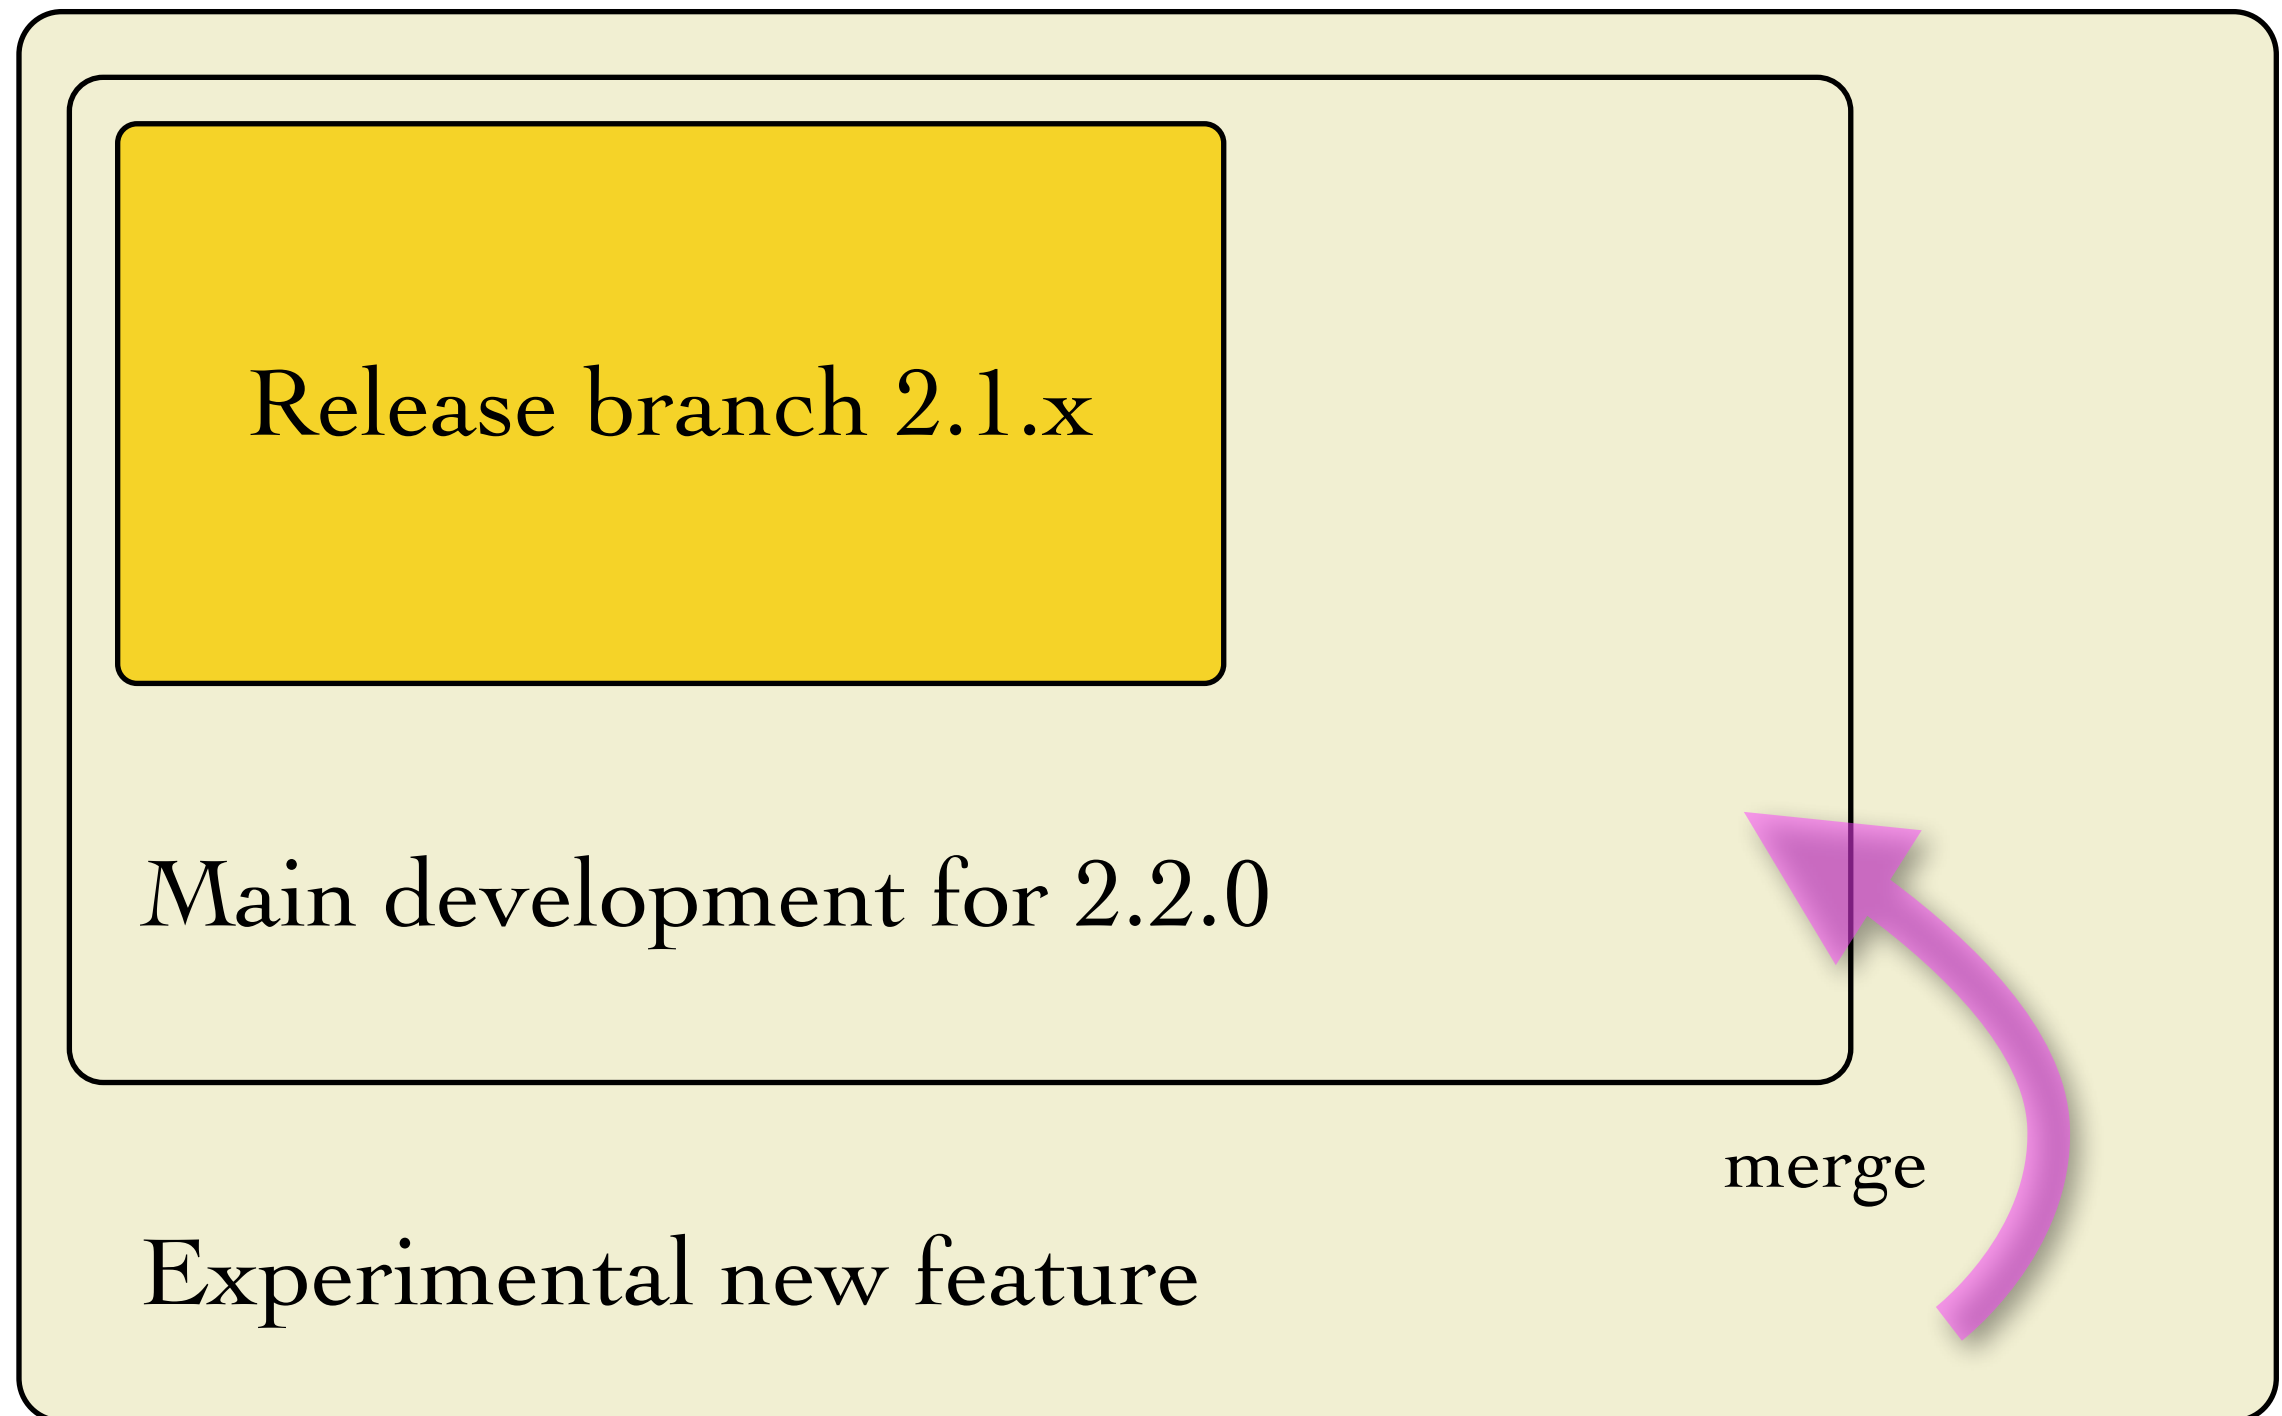 Release branch 2.1.x
Main development for 2.2.0
merge
Experimental new feature